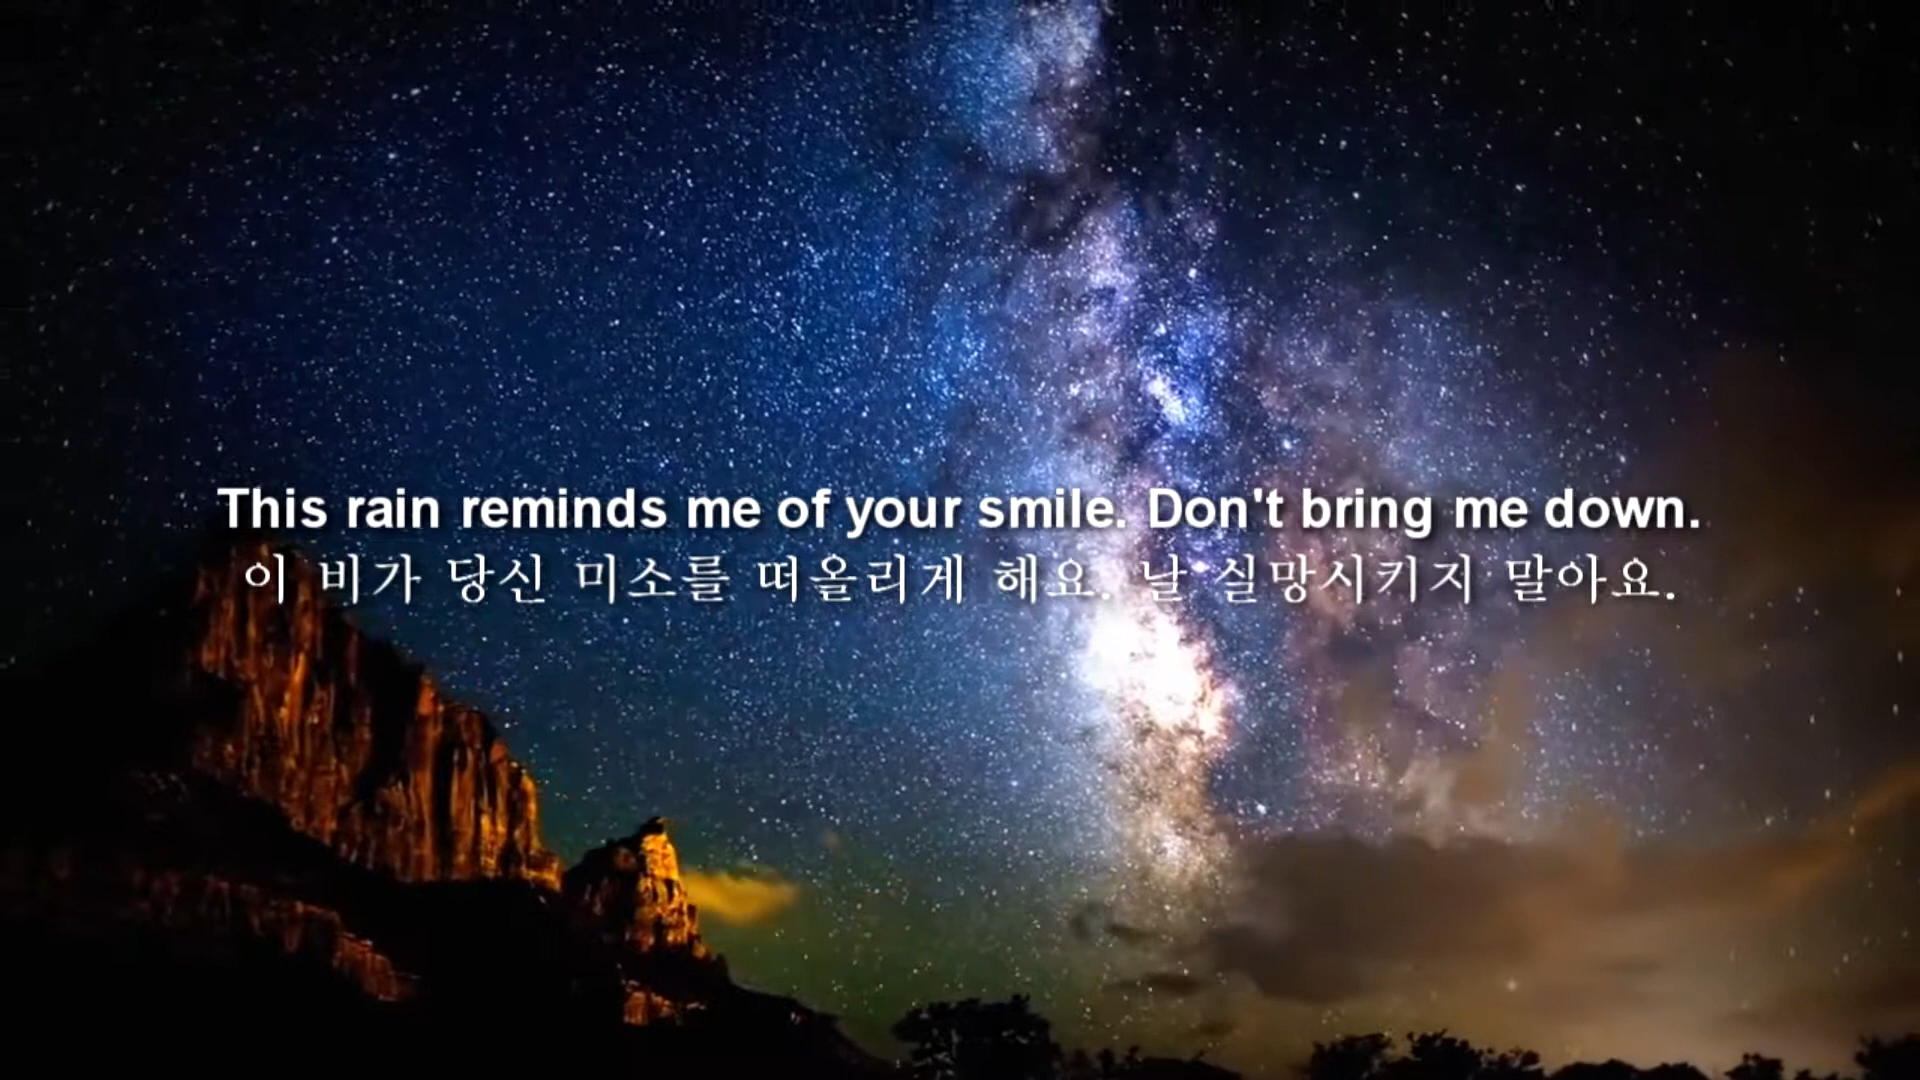 This rain reminds me of your smile. Don't bring me down.
이 비가 당신 미소를 떠올리게 해요. 날 실망시키지 말아요.